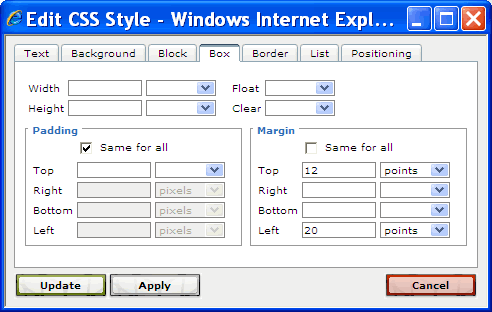 Edit CSS Style - Windows Internet Expl...
Text Background Block Box Border List Positioning
Width Float
Height Clear
Padding Margin
Same for all Same for all
Top Top 12 points
Right pixels Right
Bottom pixels Bottom
Left pixels Left 20 points
Update Apply Cancel